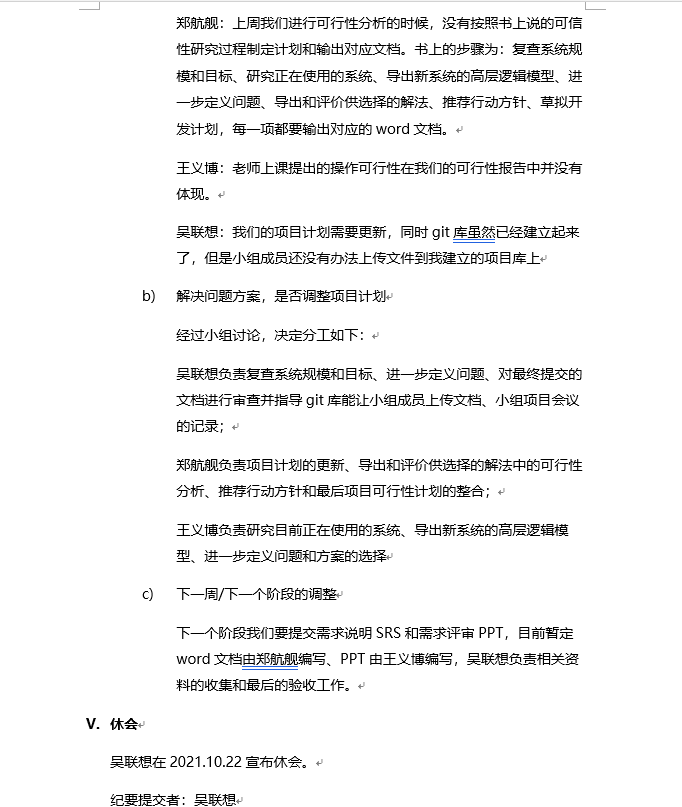 郑航舰：上周我们进行可行性分析的时候，没有按照书上说的可信
性研究过程制定计划和输出对应文档。书上的步骤为：复查系统规
模和目标、研究正在使用的系统、导出新系统的高层逻辑模型、进
一步定义问题、导出和评价供选择的解法、推荐行动方针、草拟开
发计划，每一项都要输出对应的 word 文档。
王义博：老师上课提出的操作可行性在我们的可行性报告中并没有
体现。
吴联想：我们的项目计划需要更新，同时 git 库虽然已经建立起来
了，但是小组成员还没有办法上传文件到我建立的项目库上
b) 解决问题方案，是否调整项目计划
经过小组讨论，决定分工如下：
吴联想负责复查系统规模和目标、进一步定义问题、对最终提交的
文档进行审查并指导 git 库能让小组成员上传文档、小组项目会议
的记录；
郑航舰负责项目计划的更新、导出和评价供选择的解法中的可行性
分析、推荐行动方针和最后项目可行性计划的整合；
王义博负责研究目前正在使用的系统、导出新系统的高层逻辑模
型、进一步定义问题和方案的选择
c) 下一周/下一个阶段的调整
下一个阶段我们要提交需求说明 SRS 和需求评审 PPT，目前暂定
word 文档由郑航舰编写、PPT 由王义博编写，吴联想负责相关资
料的收集和最后的验收工作。
V. 休会
吴联想在 2021.10.22 宣布休会。
纪要提交者：吴联想